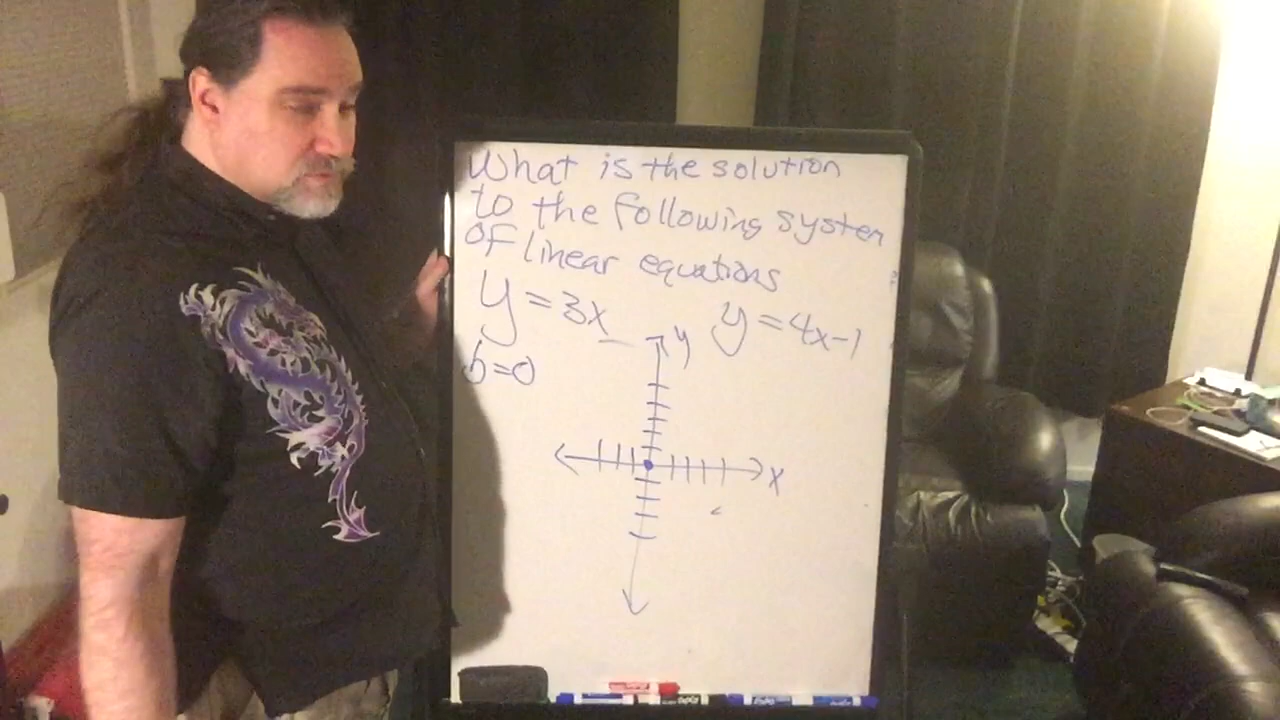 What is the solution
to the following system
of linear equations
y=3x y=4x-1
b=0
y
x